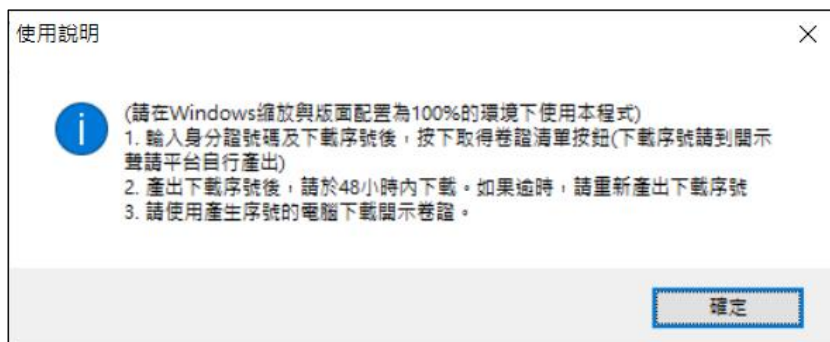 使用說明
(請在Windows縮放與版面配置為100%的環境下使用本程式)
1. 輸入身分證號碼及下載序號後，按下取得卷證清單按鈕(下載序號請到開示
聲請平台自行產出)
2. 產出下載序號後，請於48小時內下載。如果逾時，請重新產出下載序號
3. 請使用產生序號的電腦下載開示卷證。
確定